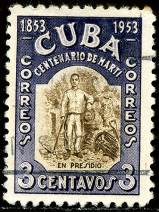 1853 1953
CUBA
CENTENARIO DE MARTI
CORREOS
CORREOS
EN PRESIDIO
3 CENTAVOS 3